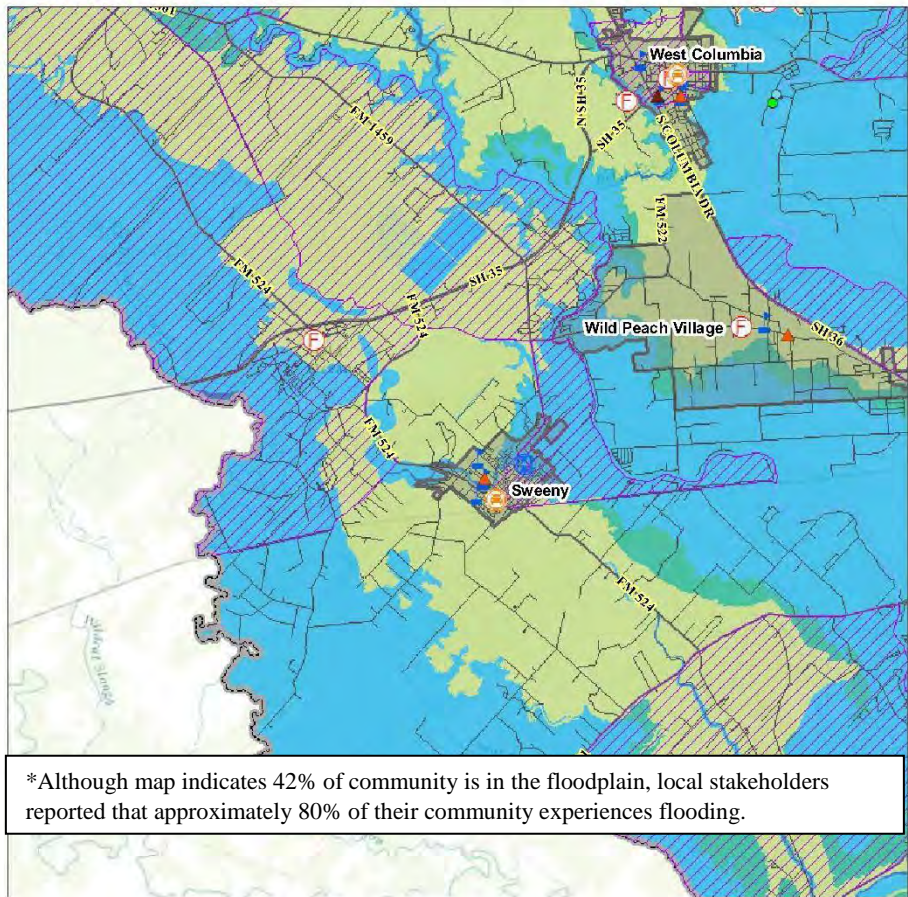 West Columbia
F
F
N SH-35
SH-35
S COLUMBIA DR
FM-1459
FM-522
FM-524
SH-35
FM-524
F
Wild Peach Village
F
SH-36
FM-524
Sweeny
FM-524
*Although map indicates 42% of community is in the floodplain, local stakeholders
reported that approximately 80% of their community experiences flooding.